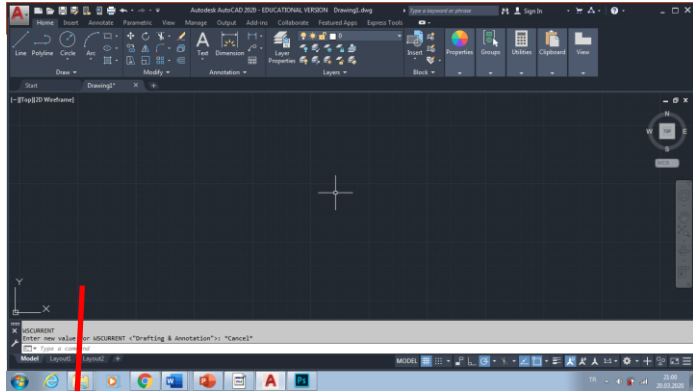 Autodesk AutoCAD 2020 - EDUCATIONAL VERSION Drawing1.dwg Type a keyword or phrase Sign In
Home Insert Annotate Parametric View Manage Output Add-ins Collaborate Featured Apps Express Tools
Line Polyline Circle Arc Text Dimension Layer Properties Insert Properties Groups Utilities Clipboard View
Draw Modify Annotation Layers Block
Start Drawing1* +
[-][Top][2D Wireframe]
N
W TOP E
S
WCS
Y
X
WSCURRENT
Enter new value for WSCURRENT <"Drafting & Annotation">: *Cancel*
Type a command
Model Layout1 Layout2 + MODEL 1:1
TR 21:00
20.03.2020